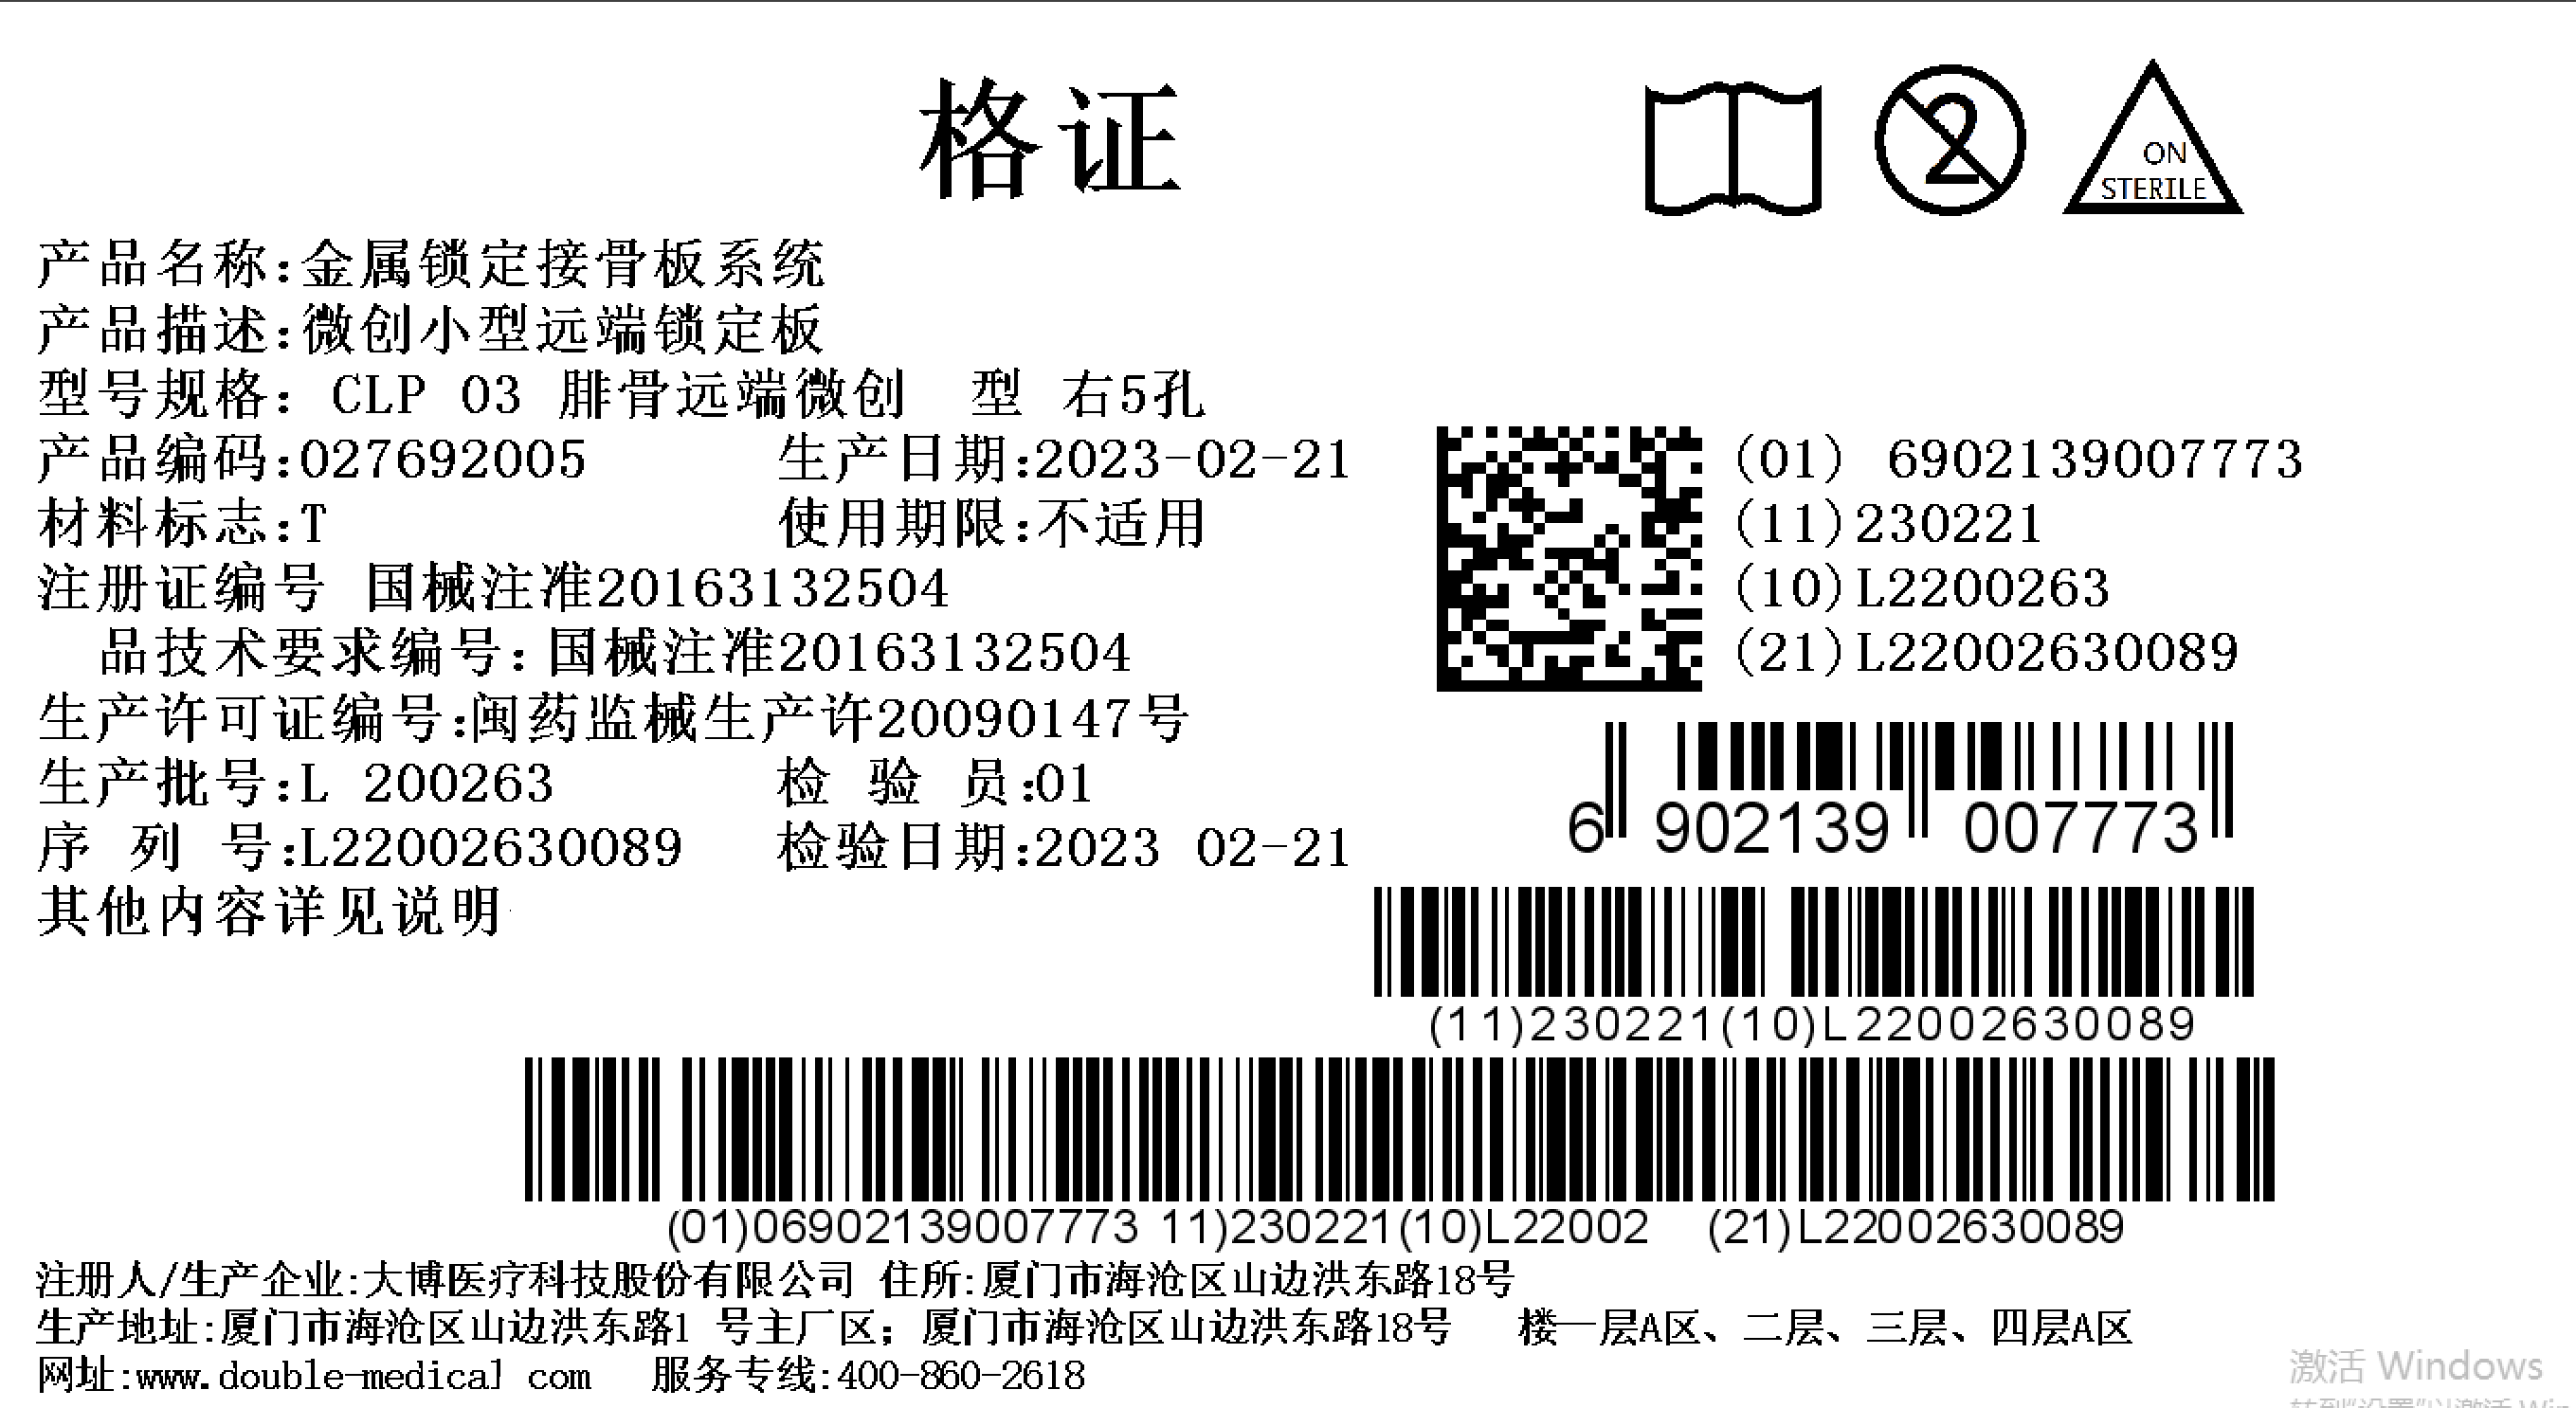 格证
ON
STERILE
2
产品名称:金属锁定接骨板系统
产品描述:微创小型远端锁定板
型号规格: CLP 03 腓骨远端微创 型 右5孔
产品编码:027692005 生产日期:2023-02-21
材料标志:T 使用期限:不适用
注册证编号 国械注准20163132504
品技术要求编号: 国械注准20163132504
生产许可证编号:闽药监械生产许20090147号
生产批号:L 200263 检 验 员:01
序 列 号:L22002630089 检验日期:2023 02-21
其他内容详见说明
(01) 6902139007773
(11)230221
(10)L2200263
(21)L22002630089
6 902139 007773
(11)230221(10)L22002630089
(01)06902139007773 11)230221(10)L22002 (21)L22002630089
注册人/生产企业:大博医疗科技股份有限公司 住所:厦门市海沧区山边洪东路18号
生产地址:厦门市海沧区山边洪东路1 号主厂区; 厦门市海沧区山边洪东路18号 楼一层A区、二层、三层、四层A区
网址:www.double-medical com 服务专线:400-860-2618
激活 Windows